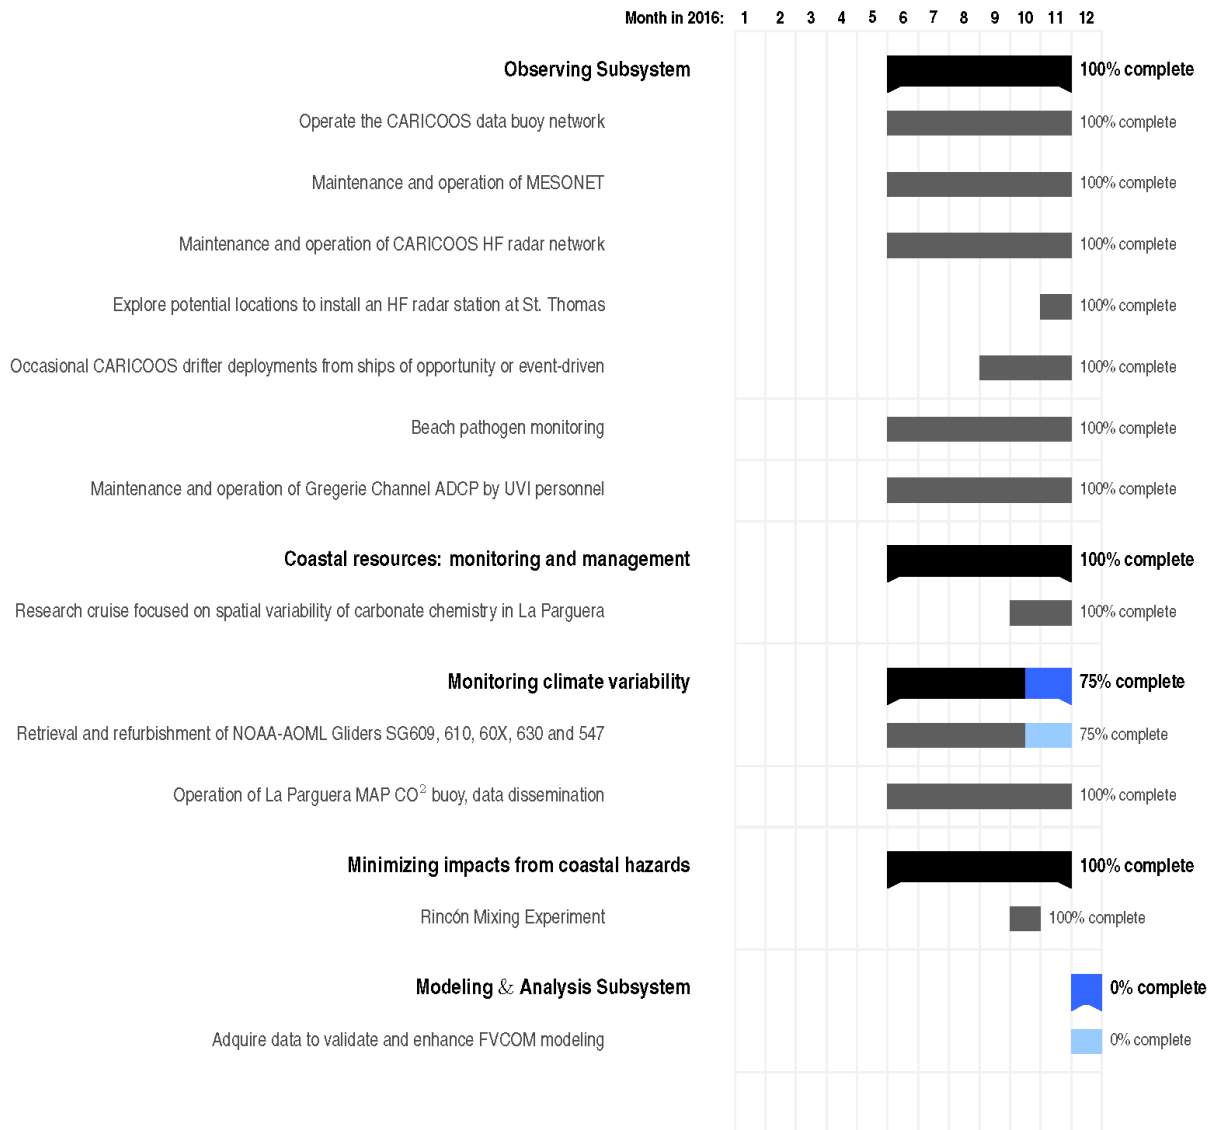 Month in 2016: 1 2 3 4 5 6 7 8 9 10 11 12
Observing Subsystem 100% complete
Operate the CARICOOS data buoy network 100% complete
Maintenance and operation of MESONET 100% complete
Maintenance and operation of CARICOOS HF radar network 100% complete
Explore potential locations to install an HF radar station at St. Thomas 100% complete
Occasional CARICOOS drifter deployments from ships of opportunity or event-driven 100% complete
Beach pathogen monitoring 100% complete
Maintenance and operation of Gregerie Channel ADCP by UVI personnel 100% complete
Coastal resources: monitoring and management 100% complete
Research cruise focused on spatial variability of carbonate chemistry in La Parguera 100% complete
Monitoring climate variability 75% complete
Retrieval and refurbishment of NOAA-AOML Gliders SG609, 610, 60X, 630 and 547 75% complete
Operation of La Parguera MAP CO² buoy, data dissemination 100% complete
Minimizing impacts from coastal hazards 100% complete
Rincón Mixing Experiment 100% complete
Modeling & Analysis Subsystem 0% complete
Adquire data to validate and enhance FVCOM modeling 0% complete